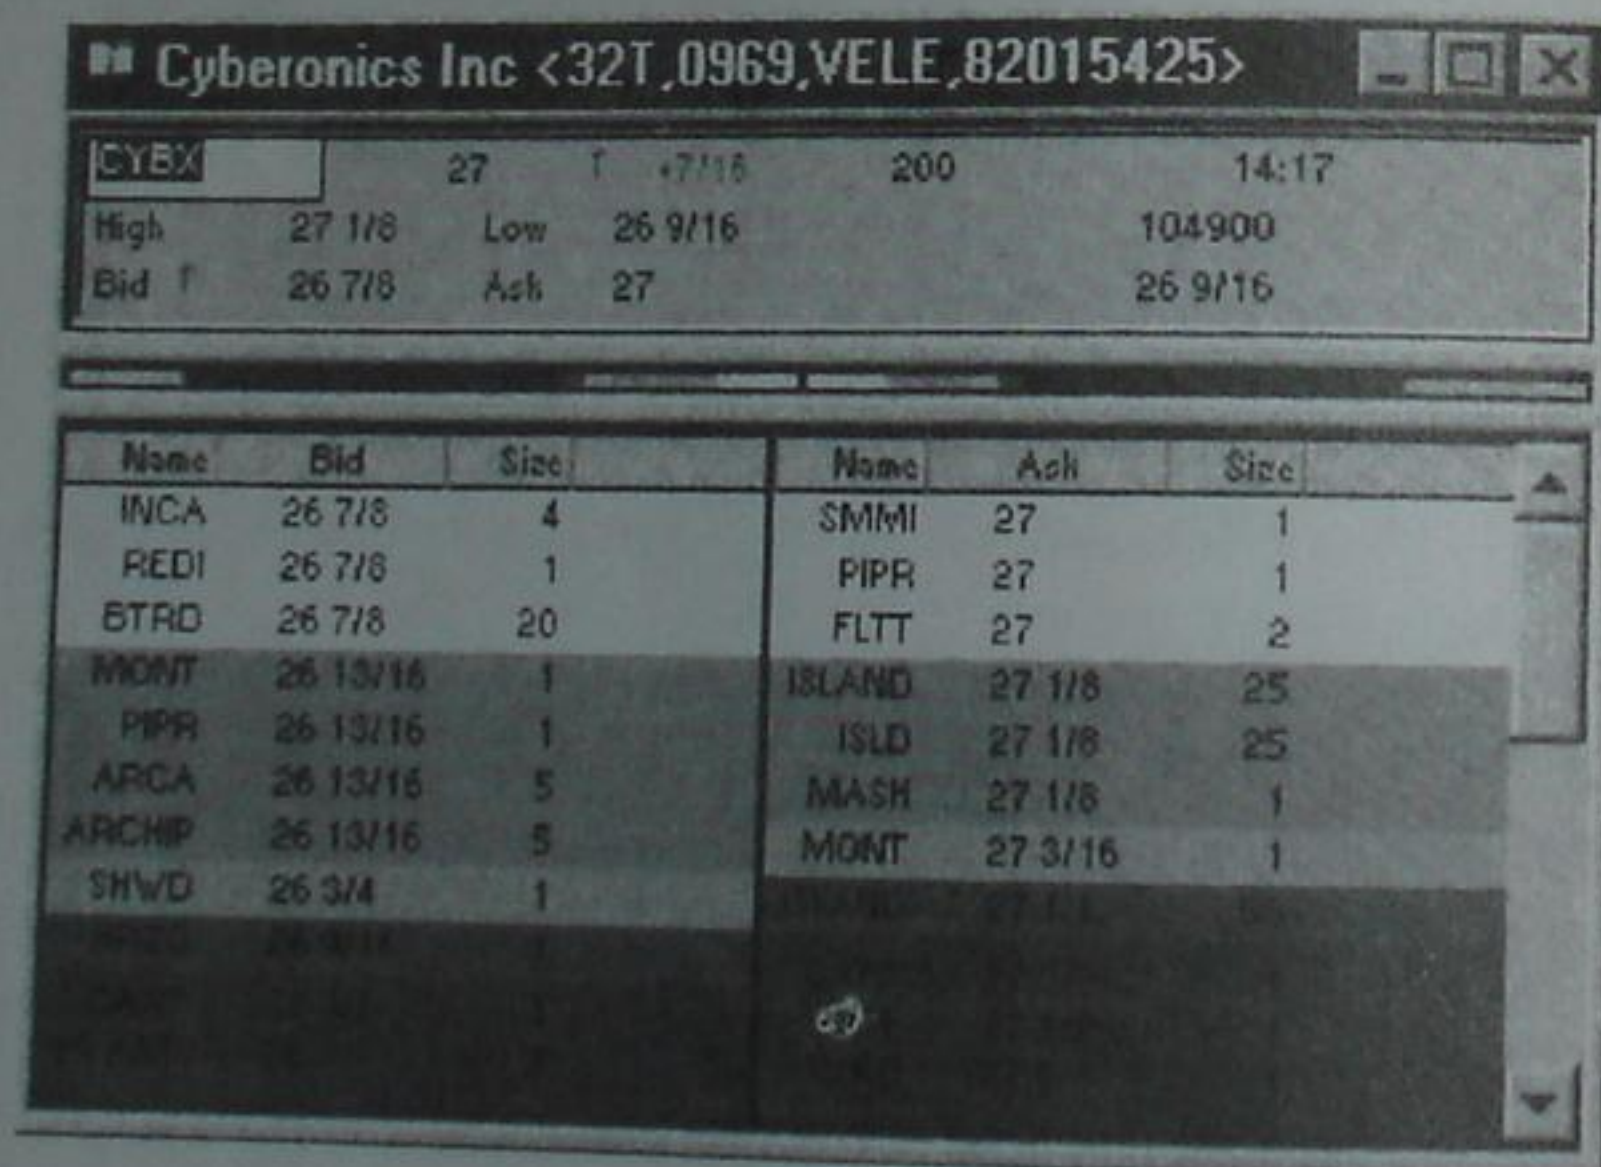 Cyberonics Inc <32T,0969,VELE,82015425>
CYBX 27 +7/16 200 14:17
High 27 1/8 Low 26 9/16 104900
Bid 26 7/8 Ask 27 26 9/16
Name Bid Size Name Ask Size
INCA 26 7/8 4 SMMI 27 1
REDI 26 7/8 1 PIPR 27 1
BTRD 26 7/8 20 FLTT 27 2
MONT 26 13/16 1 ISLAND 27 1/8 25
PIPR 26 13/16 1 ISLD 27 1/8 25
ARCA 26 13/16 5 MASH 27 1/8 1
ARCHIP 26 13/16 5 MONT 27 3/16 1
SHWD 26 3/4 1